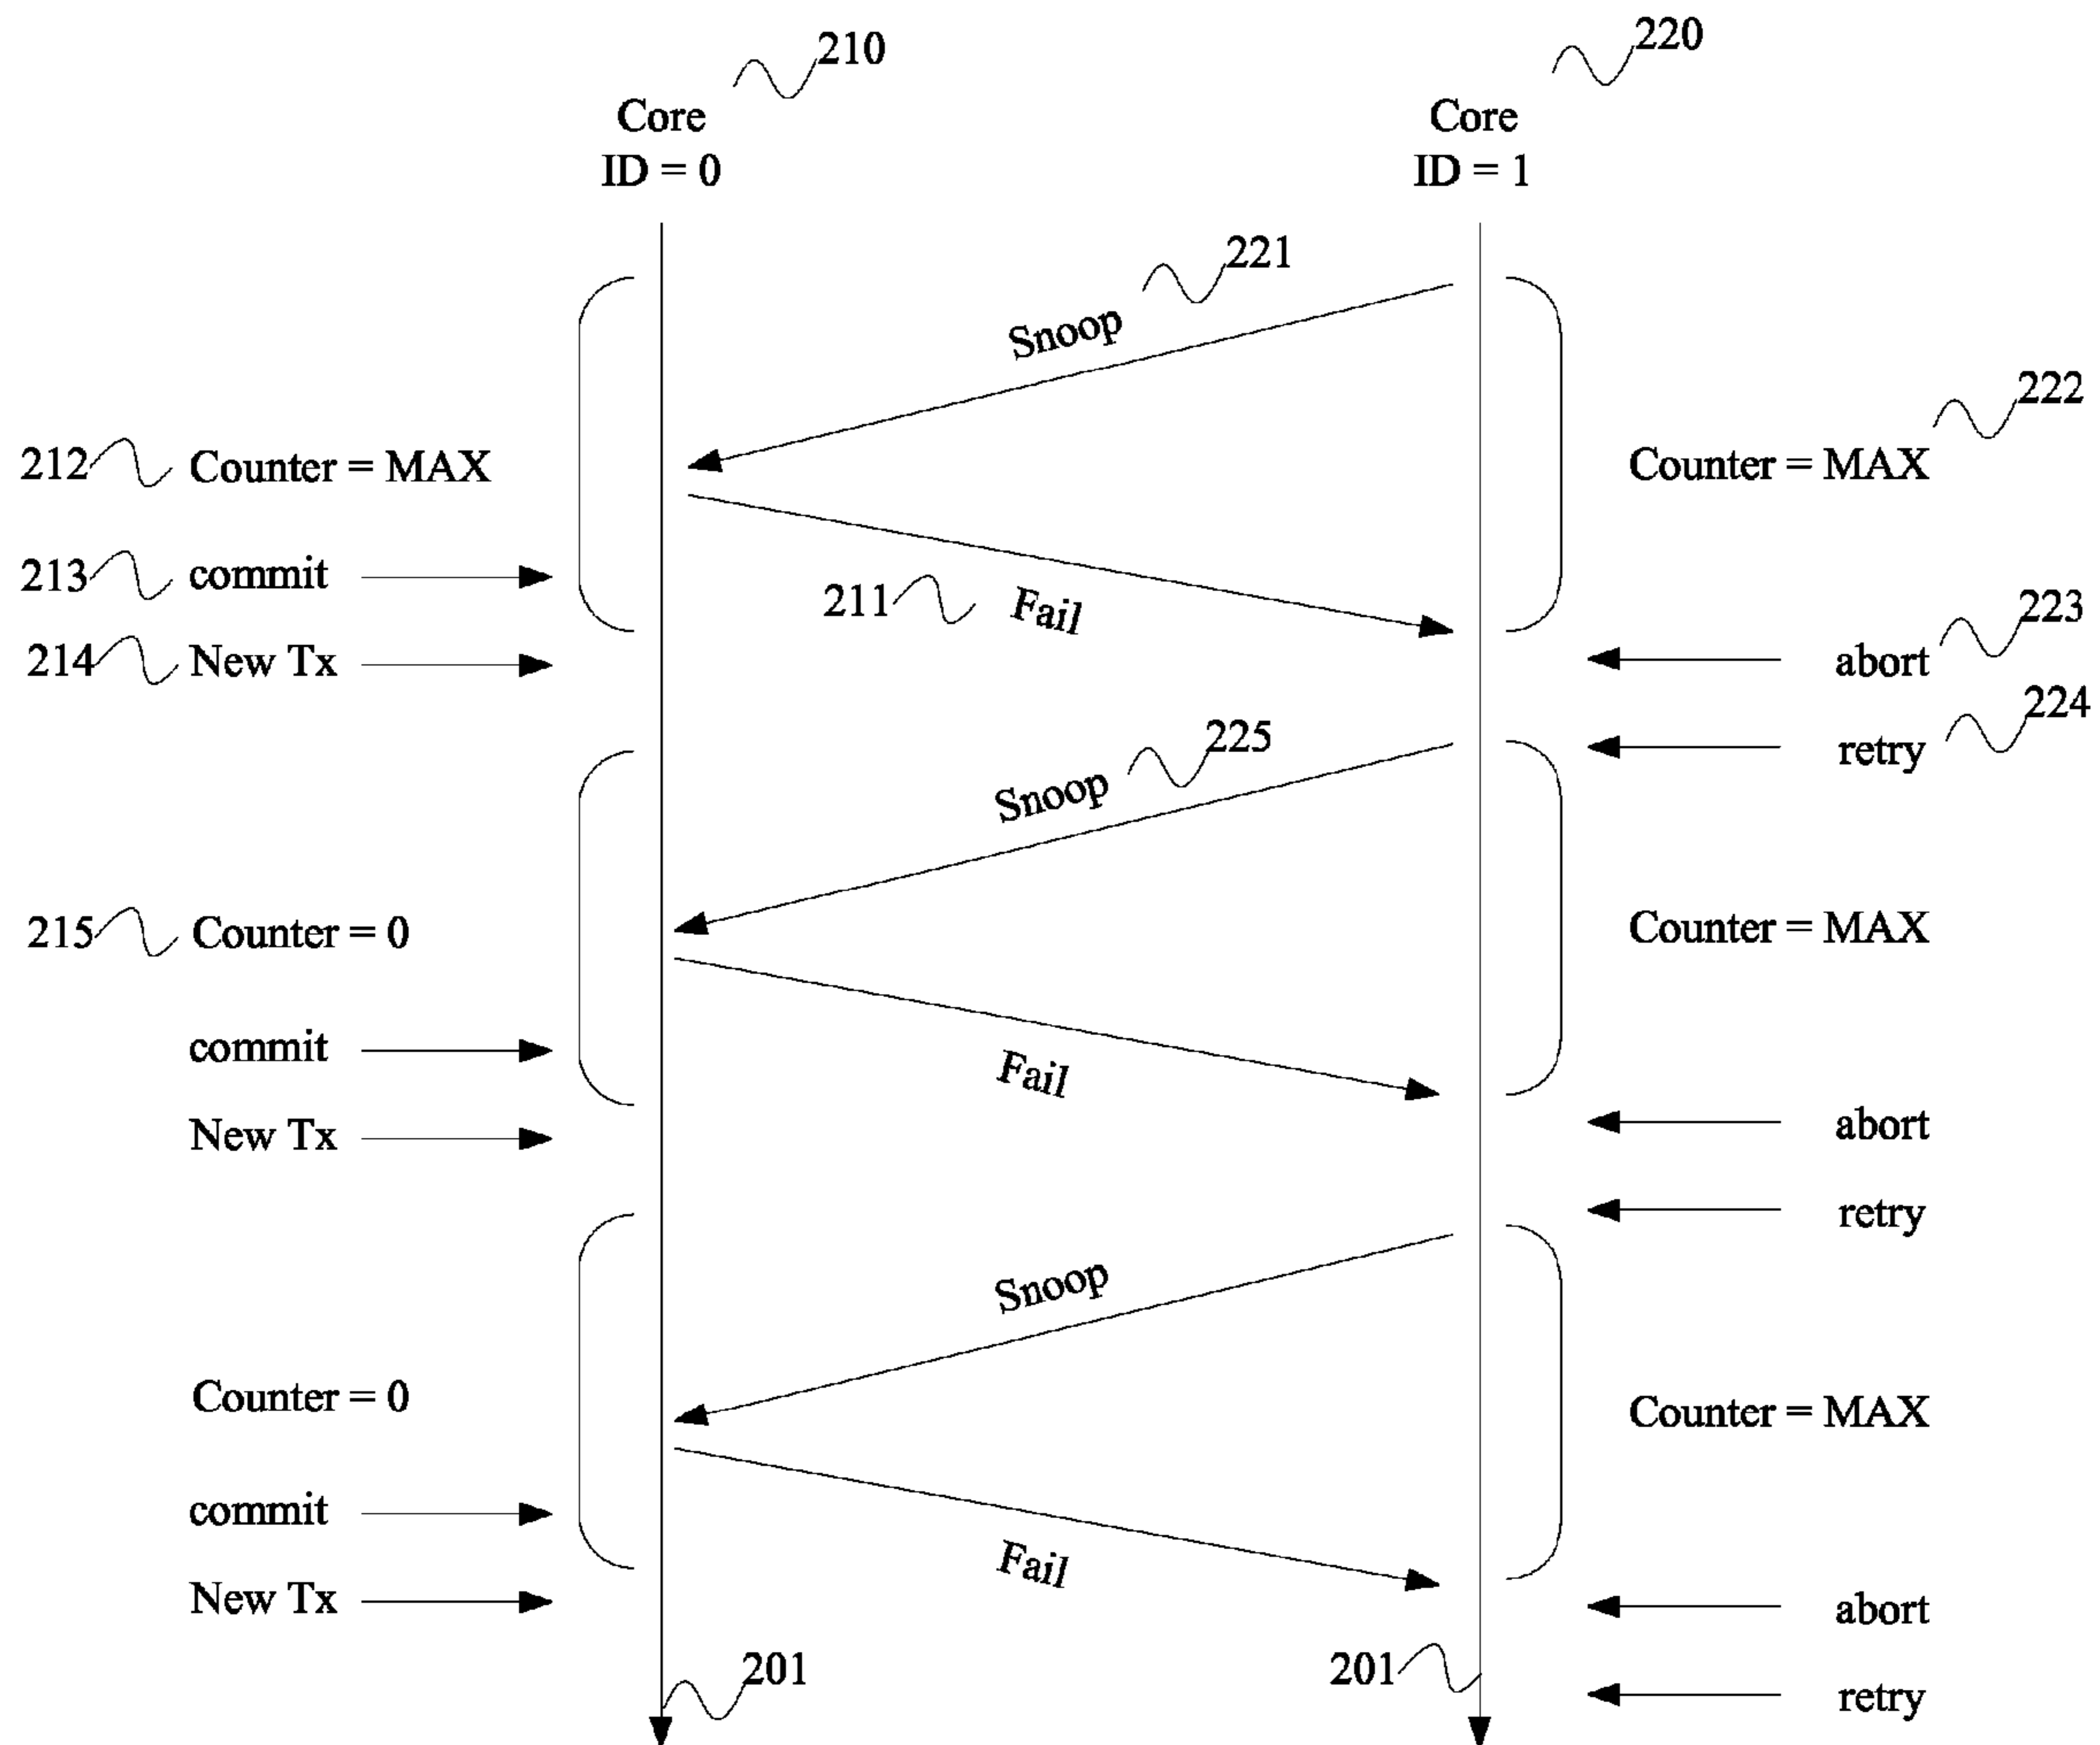 210
220
Core
ID = 0
Core
ID = 1
221
Snoop
222
212
Counter = MAX
Counter = MAX
213
commit
211
Fail
223
214
New Tx
abort
224
225
retry
Snoop
215
Counter = 0
Counter = MAX
commit
Fail
New Tx
abort
retry
Snoop
Counter = 0
Counter = MAX
commit
Fail
New Tx
abort
201
201
retry